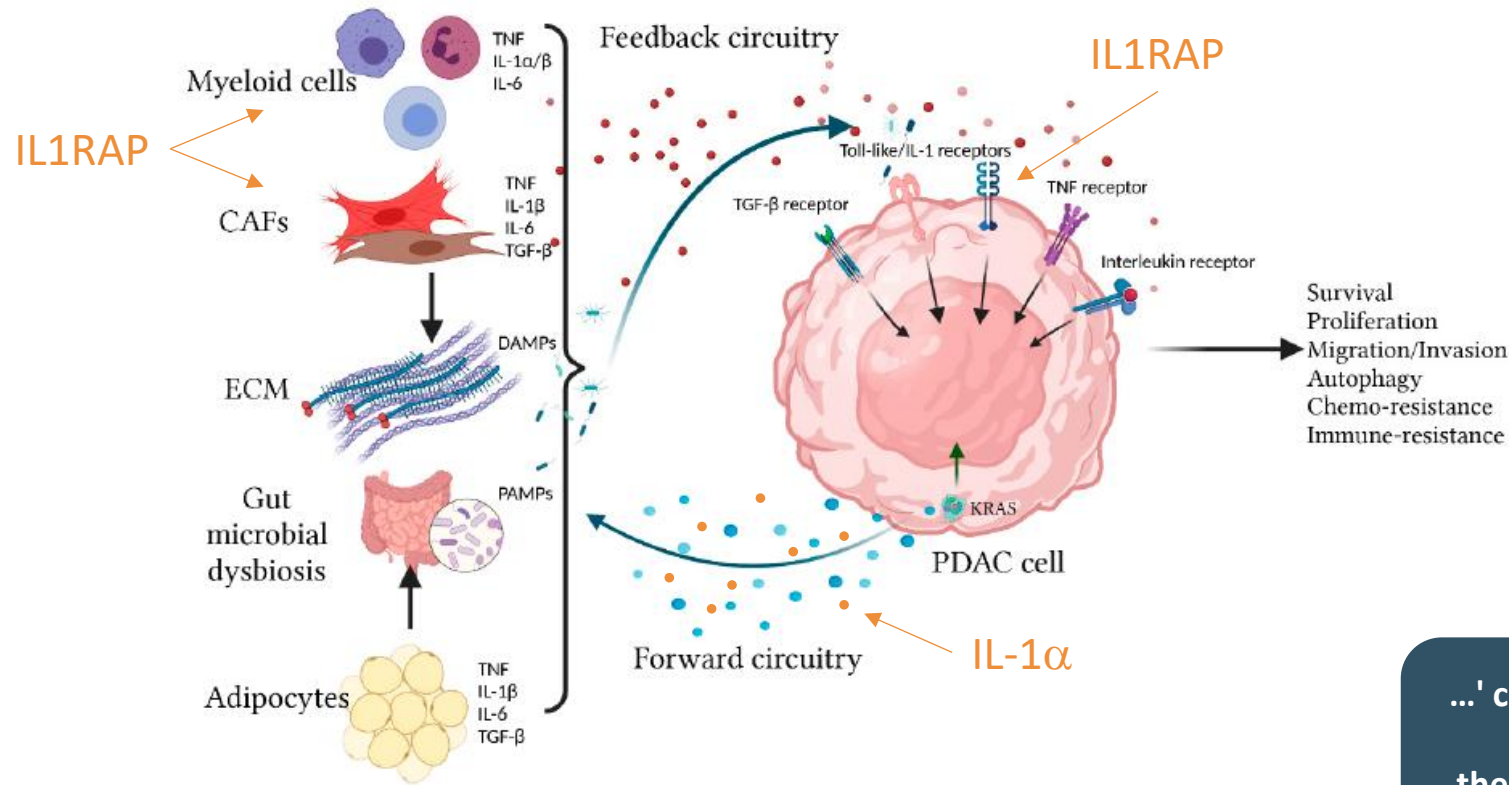 Feedback circuitry
IL1RAP
TNF
IL-1α/β
IL-6
Myeloid cells
IL1RAP
Toll-like/IL-1 receptors
TNF receptor
TGF-β receptor
TNF
IL-1β
IL-6
TGF-β
CAFs
Interleukin receptor
Survival
Proliferation
Migration/Invasion
Autophagy
Chemo-resistance
Immune-resistance
DAMPs
ECM
PAMPs
Gut
microbial
dysbiosis
KRAS
PDAC cell
Forward circuitry
IL-1α
Adipocytes
TNF
IL-1β
IL-6
TGF-β
...' c
the